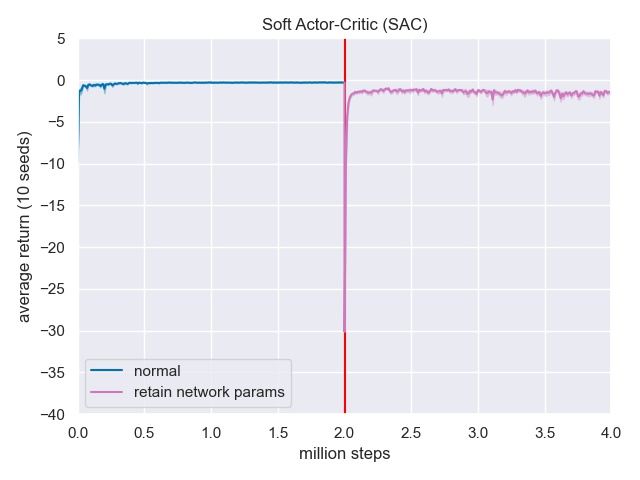 Soft Actor-Critic (SAC)
average return (10 seeds)
5
0
−5
−10
−15
−20
−25
−30
−35
−40
normal
retain network params
0.0 0.5 1.0 1.5 2.0 2.5 3.0 3.5 4.0
million steps